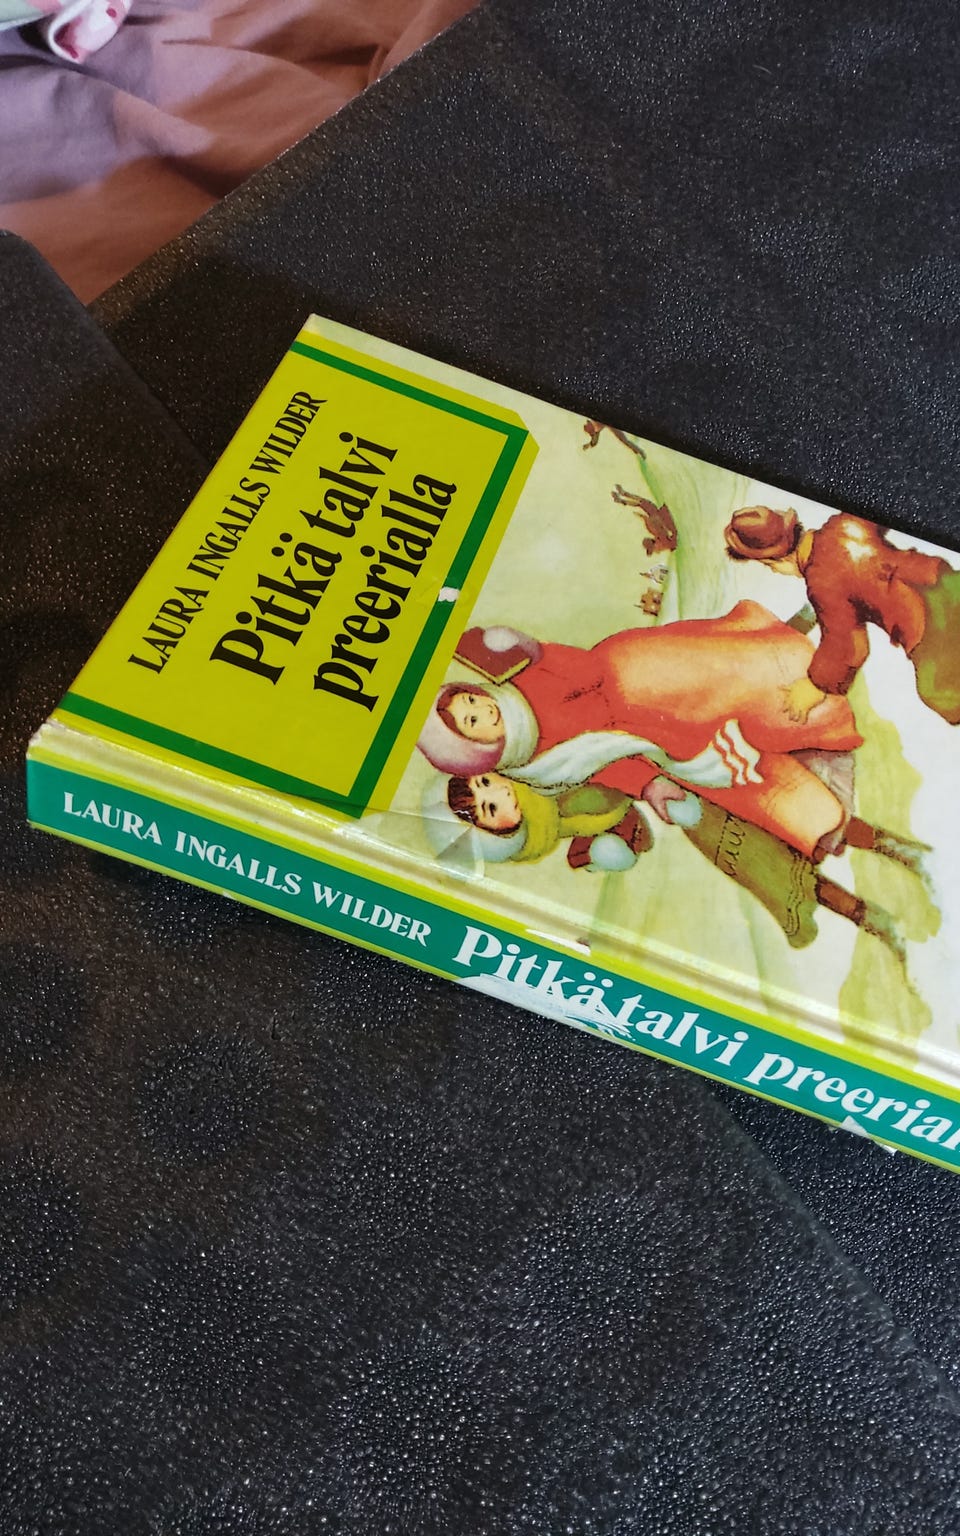 LAURA INGALLS WILDER
Pitkä talvi
preerialla
LAURA INGALLS WILDER Pitkä talvi preerial